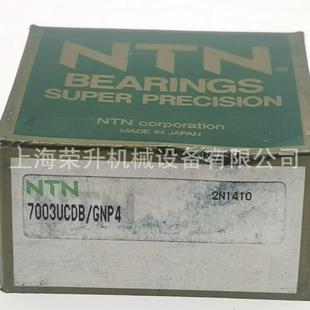 NTN®
BEARINGS
SUPER PRECISION
NTN corporation
MADE IN JAPAN
上海荣升机械设备有限公司
NTN
2N1410
7003UCDB/GNP4